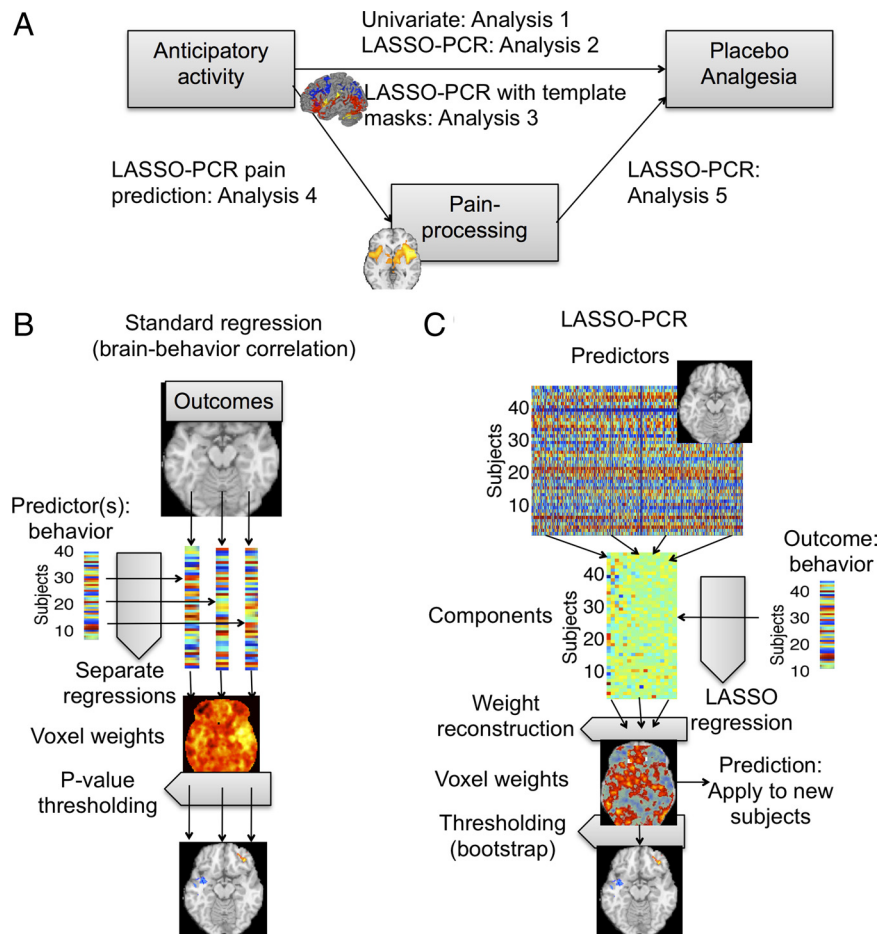 A
Univariate: Analysis 1
LASSO-PCR: Analysis 2
Anticipatory
activity
Placebo
Analgesia
LASSO-PCR with template
masks: Analysis 3
LASSO-PCR pain
prediction: Analysis 4
LASSO-PCR:
Analysis 5
Pain-
processing
B
Standard regression
(brain-behavior correlation)
Outcomes
Predictor(s):
behavior
40
30
20
10
Subjects
Separate
regressions
Voxel weights
P-value
thresholding
C
LASSO-PCR
Predictors
40
30
20
10
Subjects
Outcome:
behavior
Components
40
30
20
10
Subjects
40
30
20
10
Subjects
LASSO
regression
Weight
reconstruction
Voxel weights
Prediction:
Apply to new
subjects
Thresholding
(bootstrap)